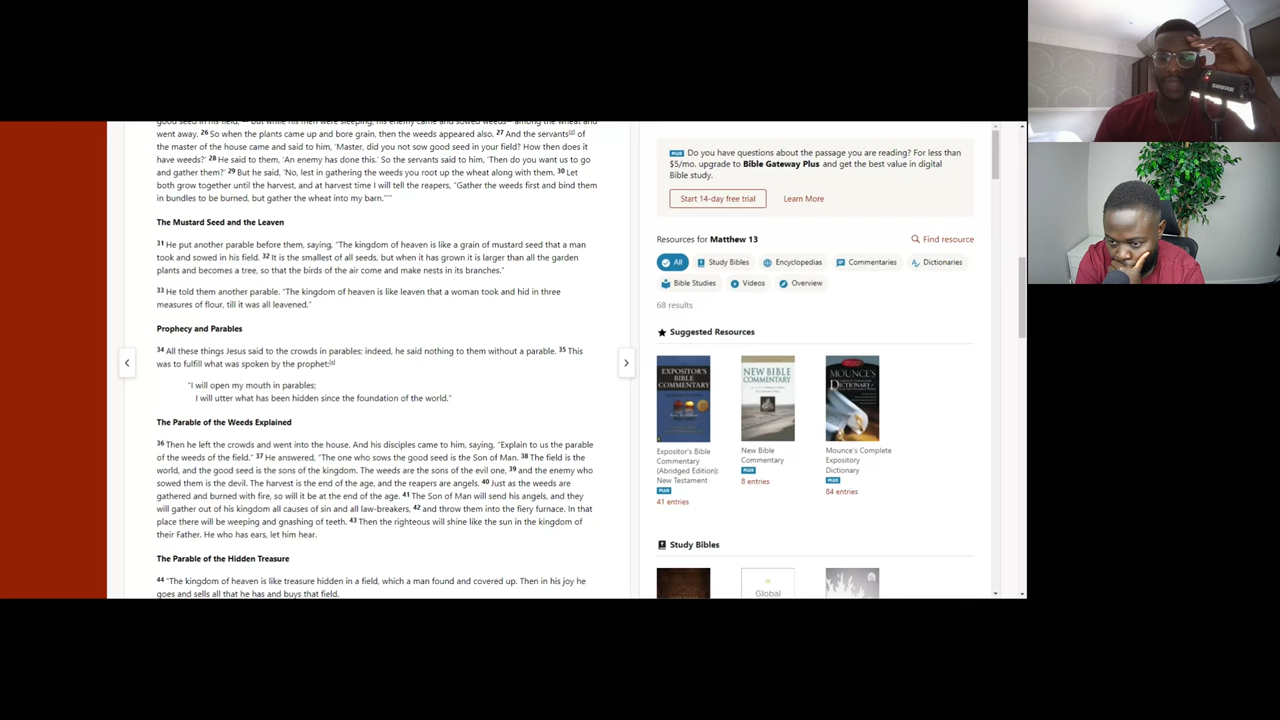 good seed in his field, but while his men were sleeping, his enemy came and sowed weeds among the wheat and
went away. 26 So when the plants came up and bore grain, then the weeds appeared also. 27 And the servants[e] of
the master of the house came and said to him, ‘Master, did you not sow good seed in your field? How then does it
have weeds?’ 28 He said to them, ‘An enemy has done this.’ So the servants said to him, ‘Then do you want us to go
and gather them?’ 29 But he said, ‘No, lest in gathering the weeds you root up the wheat along with them. 30 Let
both grow together until the harvest, and at harvest time I will tell the reapers, “Gather the weeds first and bind them
in bundles to be burned, but gather the wheat into my barn.”’”
The Mustard Seed and the Leaven
31 He put another parable before them, saying, “The kingdom of heaven is like a grain of mustard seed that a man
took and sowed in his field. 32 It is the smallest of all seeds, but when it has grown it is larger than all the garden
plants and becomes a tree, so that the birds of the air come and make nests in its branches.”
33 He told them another parable. “The kingdom of heaven is like leaven that a woman took and hid in three
measures of flour, till it was all leavened.”
Prophecy and Parables
34 All these things Jesus said to the crowds in parables; indeed, he said nothing to them without a parable. 35 This
was to fulfill what was spoken by the prophet:
“I will open my mouth in parables;
I will utter what has been hidden since the foundation of the world.”
The Parable of the Weeds Explained
36 Then he left the crowds and went into the house. And his disciples came to him, saying, “Explain to us the parable
of the weeds of the field.” 37 He answered, “The one who sows the good seed is the Son of Man. 38 The field is the
world, and the good seed is the sons of the kingdom. The weeds are the sons of the evil one, 39 and the enemy who
sowed them is the devil. The harvest is the end of the age, and the reapers are angels. 40 Just as the weeds are
gathered and burned with fire, so will it be at the end of the age. 41 The Son of Man will send his angels, and they
will gather out of his kingdom all causes of sin and all law-breakers, 42 and throw them into the fiery furnace. In that
place there will be weeping and gnashing of teeth. 43 Then the righteous will shine like the sun in the kingdom of
their Father. He who has ears, let him hear.
The Parable of the Hidden Treasure
44 “The kingdom of heaven is like treasure hidden in a field, which a man found and covered up. Then in his joy he
goes and sells all that he has and buys that field.
PLUS Do you have questions about the passage you are reading? For less than
$5/mo. upgrade to Bible Gateway Plus and get the best value in digital
Bible study.
Start 14-day free trial Learn More
Resources for Matthew 13 Find resource
All Study Bibles Encyclopedias Commentaries Dictionaries
Bible Studies Videos Overview
68 results
Suggested Resources
EXPOSITOR'S
BIBLE
COMMENTARY
NEW BIBLE
COMMENTARY
MOUNCE'S
DICTIONARY
Expositor's Bible
Commentary
(Abridged Edition):
New Testament
PLUS
41 entries
New Bible
Commentary
PLUS
8 entries
Mounce's Complete
Expository
Dictionary
PLUS
84 entries
Study Bibles
Global
SHURE